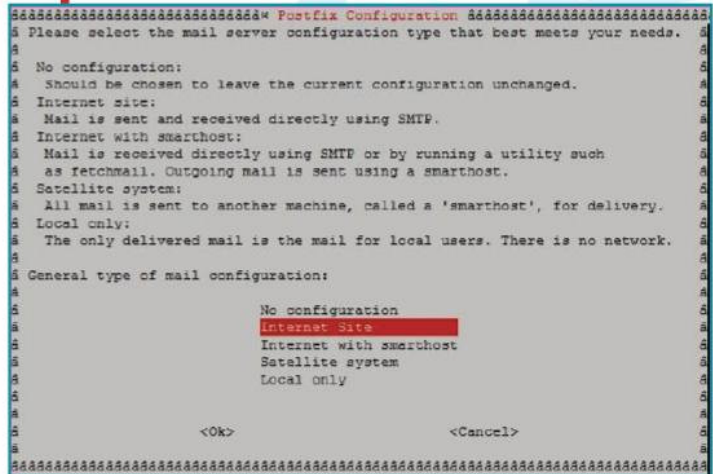 Postfix Configuration
Please select the mail server configuration type that best meets your needs.
No configuration:
Should be chosen to leave the current configuration unchanged.
Internet site:
Mail is sent and received directly using SMTP.
Internet with smarthost:
Mail is received directly using SMTP or by running a utility such
as fetchmail. Outgoing mail is sent using a smarthost.
Satellite system:
All mail is sent to another machine, called a 'smarthost', for delivery.
Local only:
The only delivered mail is the mail for local users. There is no network.
General type of mail configuration:
No configuration
Internet Site
Internet with smarthost
Satellite system
Local only
<Ok> <Cancel>